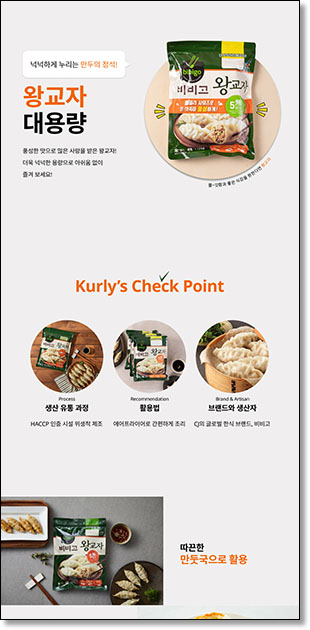 넉넉하게 누리는 만두의 정석!
왕교자
대용량
풍성한 맛으로 많은 사랑을 받은 왕교자!
더욱 넉넉한 용량으로 아쉬움 없이
즐겨 보세요!
bibigo
비비고 왕교자
Kurly's Check Point
Process
생산 유통 과정
HACCP 인증 시설 위생적 제조
Recommendation
활용법
에어프라이어로 간편하게 조리
Brand & Artisan
브랜드와 생산자
CJ의 글로벌 한식 브랜드, 비비고
비비고 왕교자
따끈한
만둣국으로 활용